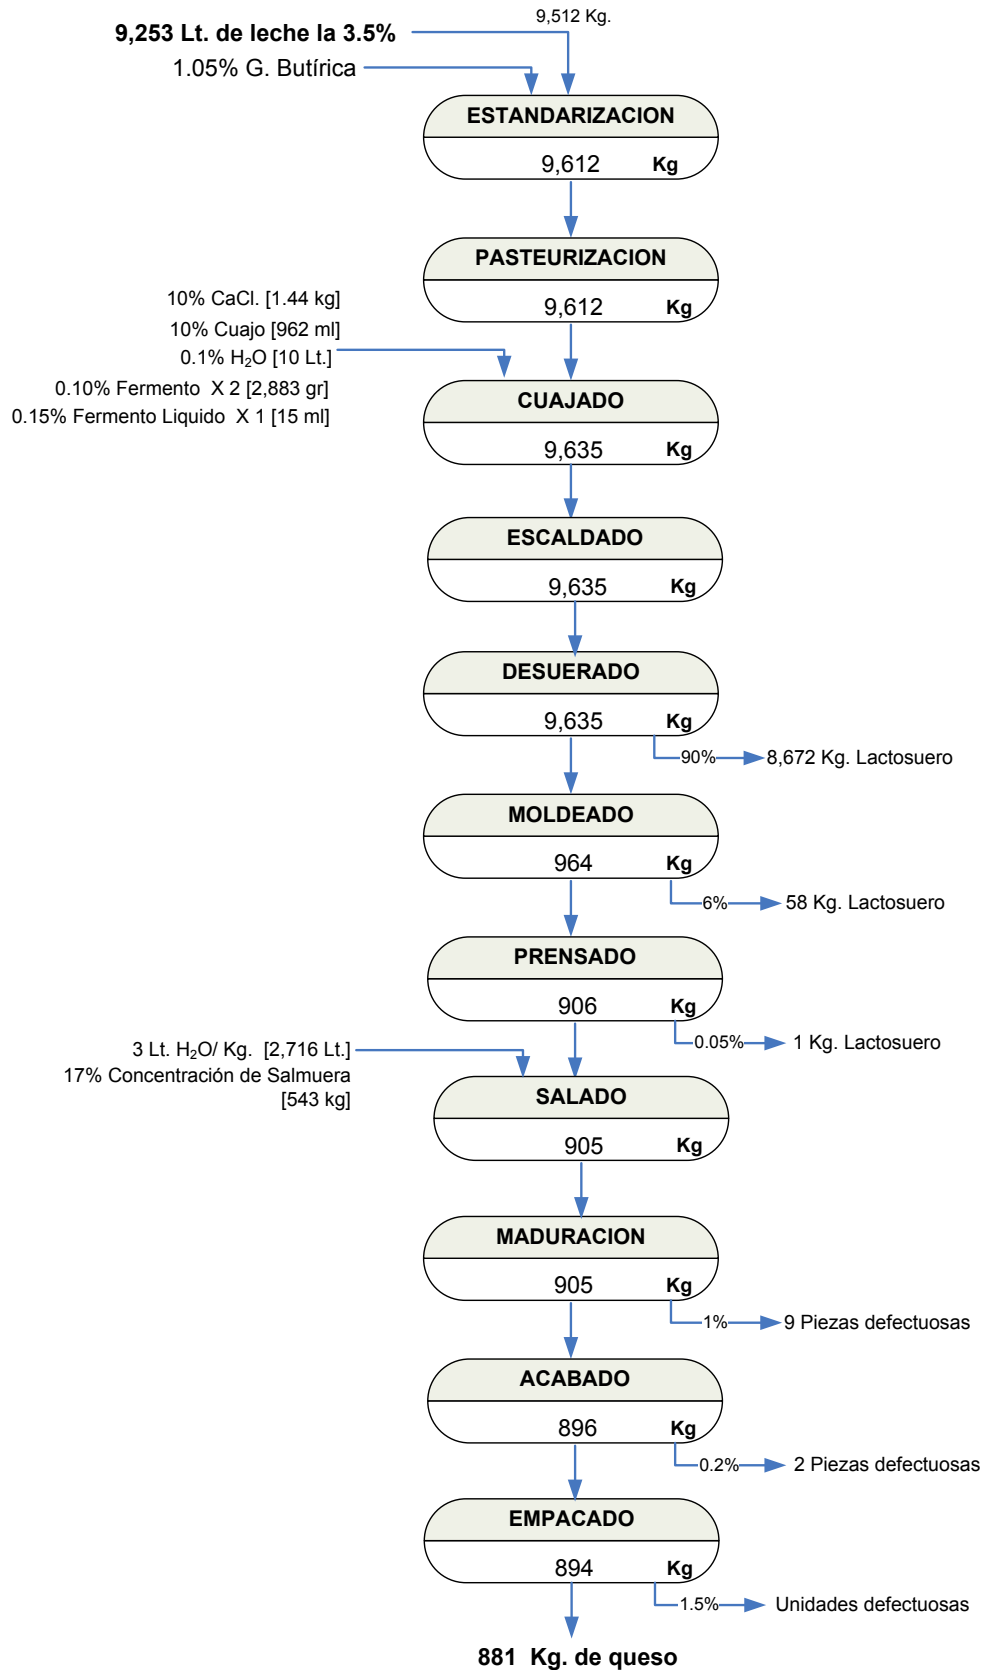 9,512 Kg.
9,253 Lt. de leche la 3.5%
1.05% G. Butírica
ESTANDARIZACION
9,612 Kg
PASTEURIZACION
9,612 Kg
10% CaCl. [1.44 kg]
10% Cuajo [962 ml]
0.1% H₂O [10 Lt.]
0.10% Fermento X 2 [2,883 gr]
0.15% Fermento Liquido X 1 [15 ml]
CUAJADO
9,635 Kg
ESCALDADO
9,635 Kg
DESUERADO
9,635 Kg
90% 8,672 Kg. Lactosuero
MOLDEADO
964 Kg
6% 58 Kg. Lactosuero
PRENSADO
906 Kg
0.05% 1 Kg. Lactosuero
3 Lt. H₂O/ Kg. [2,716 Lt.]
17% Concentración de Salmuera
[543 kg]
SALADO
905 Kg
MADURACION
905 Kg
1% 9 Piezas defectuosas
ACABADO
896 Kg
0.2% 2 Piezas defectuosas
EMPACADO
894 Kg
1.5% Unidades defectuosas
881 Kg. de queso